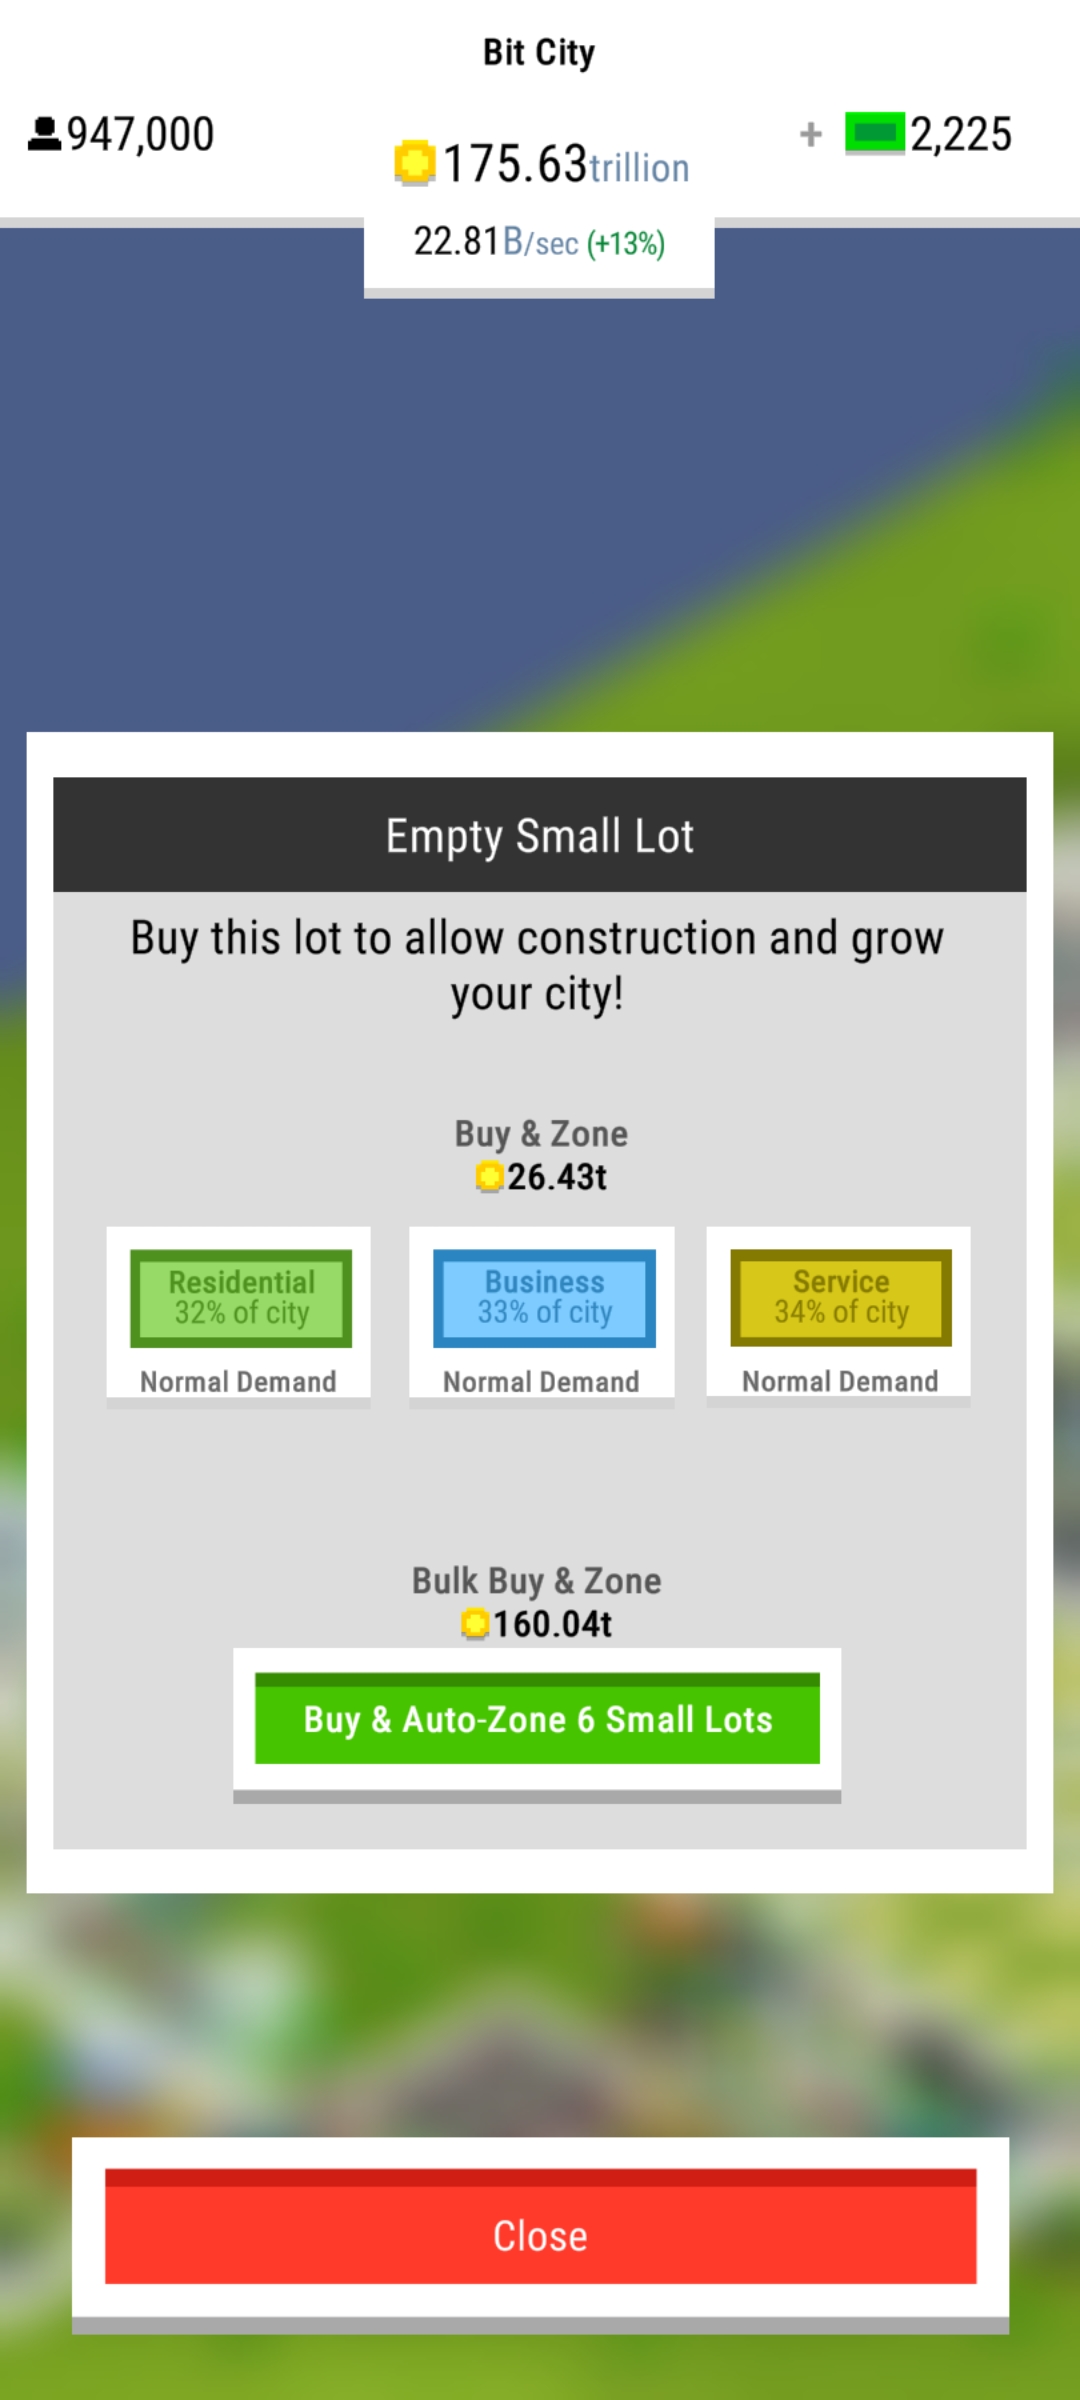 Bit City
947,000
175.63trillion
+ 2,225
22.81B/sec (+13%)
Empty Small Lot
Buy this lot to allow construction and grow
your city!
Buy & Zone
26.43t
Residential
32% of city
Normal Demand
Business
33% of city
Normal Demand
Service
34% of city
Normal Demand
Bulk Buy & Zone
160.04t
Buy & Auto-Zone 6 Small Lots
Close